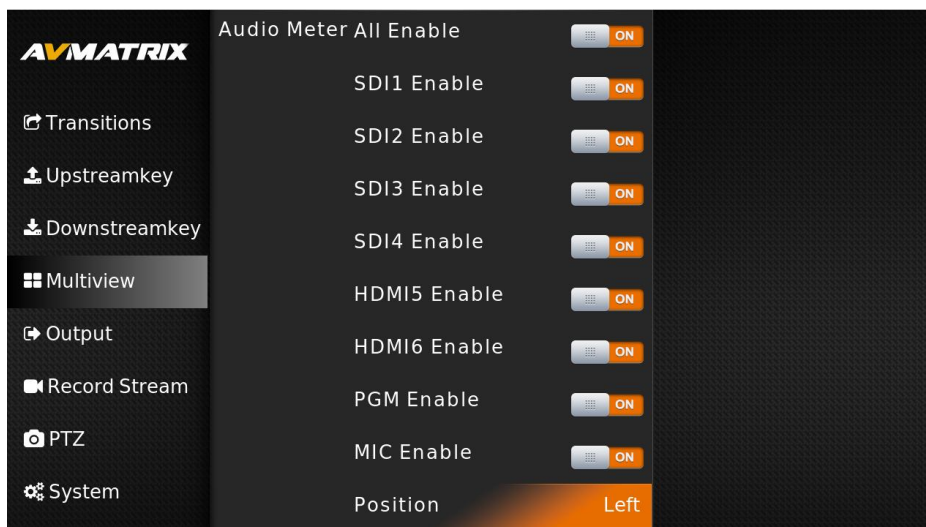 AVMATRIX
Transitions
Upstreamkey
Downstreamkey
Multiview
Output
Record Stream
PTZ
System
Audio Meter All Enable ON
SDI1 Enable ON
SDI2 Enable ON
SDI3 Enable ON
SDI4 Enable ON
HDMI5 Enable ON
HDMI6 Enable ON
PGM Enable ON
MIC Enable ON
Position Left